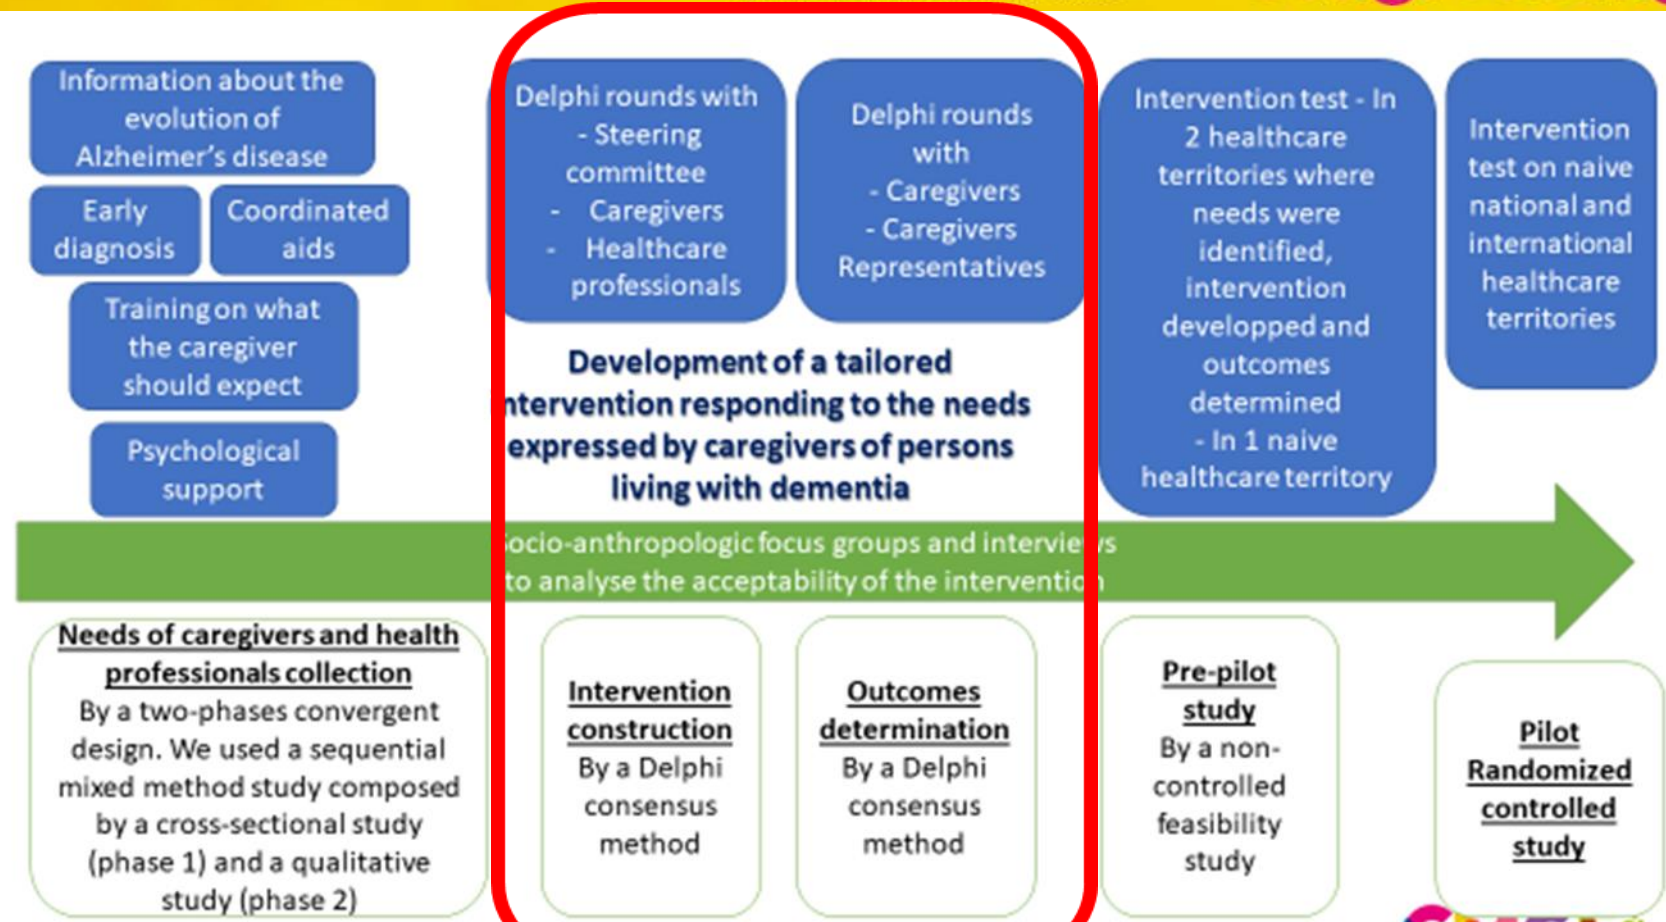 Information about the
evolution of
Alzheimer's disease
Early
diagnosis
Coordinated
aids
Training on what
the caregiver
should expect
Psychological
support
Delphi rounds with
- Steering
committee
- Caregivers
- Healthcare
professionals
Delphi rounds
with
- Caregivers
- Caregivers
Representatives
Intervention test - In
2 healthcare
territories where
needs were
identified,
intervention
developped and
outcomes
determined
- In 1 naive
healthcare territory
Intervention
test on naive
national and
international
healthcare
territories
Development of a tailored
intervention responding to the needs
expressed by caregivers of persons
living with dementia
Socio-anthropologic focus groups and interviews
to analyse the acceptability of the intervention
Needs of caregivers and health
professionals collection
By a two-phases convergent
design. We used a sequential
mixed method study composed
by a cross-sectional study
(phase 1) and a qualitative
study (phase 2)
Intervention
construction
By a Delphi
consensus
method
Outcomes
determination
By a Delphi
consensus
method
Pre-pilot
study
By a non-
controlled
feasibility
study
Pilot
Randomized
controlled
study